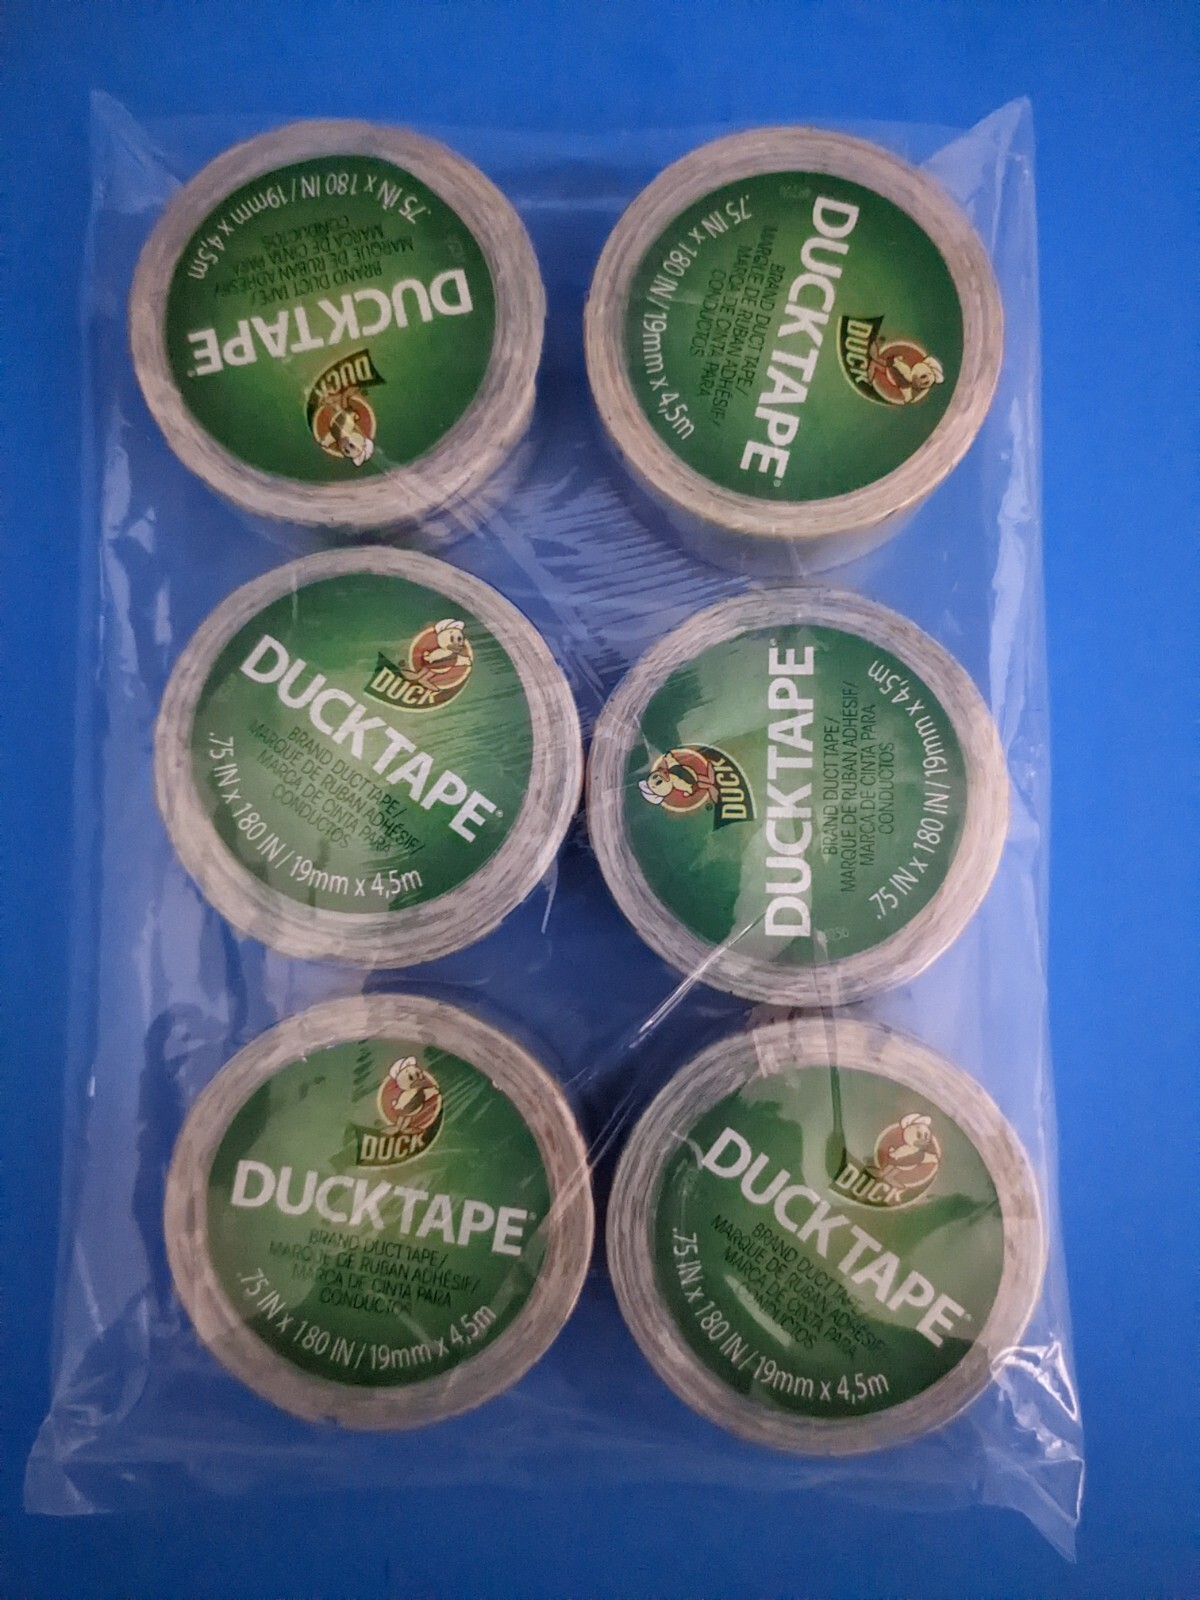 DUCK
DUCKTAPE
BRAND DUCT TAPE/
MARQUE DE RUBAN ADHÉSIF/
MARCA DE CINTA PARA
CONDUCTOS
.75 IN x 180 IN / 19mm x 4,5m
DUCK
DUCKTAPE®
BRAND DUCT TAPE/
MARQUE DE RUBAN ADHÉSIF/
MARCA DE CINTA PARA
CONDUCTOS
.75 IN x 180 IN / 19mm x 4,5m
DUCK
DUCKTAPE®
BRAND DUCT TAPE/
MARQUE DE RUBAN ADHÉSIF/
MARCA DE CINTA PARA
CONDUCTOS
.75 IN x 180 IN / 19mm x 4,5m
DUCK
DUCKTAPE®
BRAND DUCT TAPE/
MARQUE DE RUBAN ADHÉSIF/
MARCA DE CINTA PARA
CONDUCTOS
.75 IN x 180 IN / 19mm x 4,5m
DUCK
DUCKTAPE®
BRAND DUCT TAPE/
MARQUE DE RUBAN ADHÉSIF/
MARCA DE CINTA PARA
CONDUCTOS
.75 IN x 180 IN / 19mm x 4,5m
DUCK
DUCKTAPE®
BRAND DUCT TAPE/
MARQUE DE RUBAN ADHÉSIF/
MARCA DE CINTA PARA
CONDUCTOS
.75 IN x 180 IN / 19mm x 4,5m